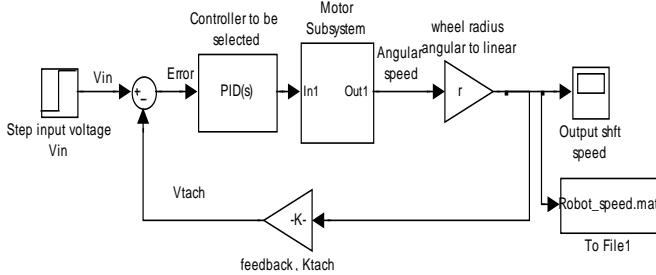 Controller to be
selected
Motor
Subsystem
wheel radius
angular to linear
Angular
speed
Vin
Error
+
−
PID(s)
In1
Out1
r
Step input voltage
Vin
Output shft
speed
Vtach
-K-
Robot_speed.mat
To File1
feedback , Ktach